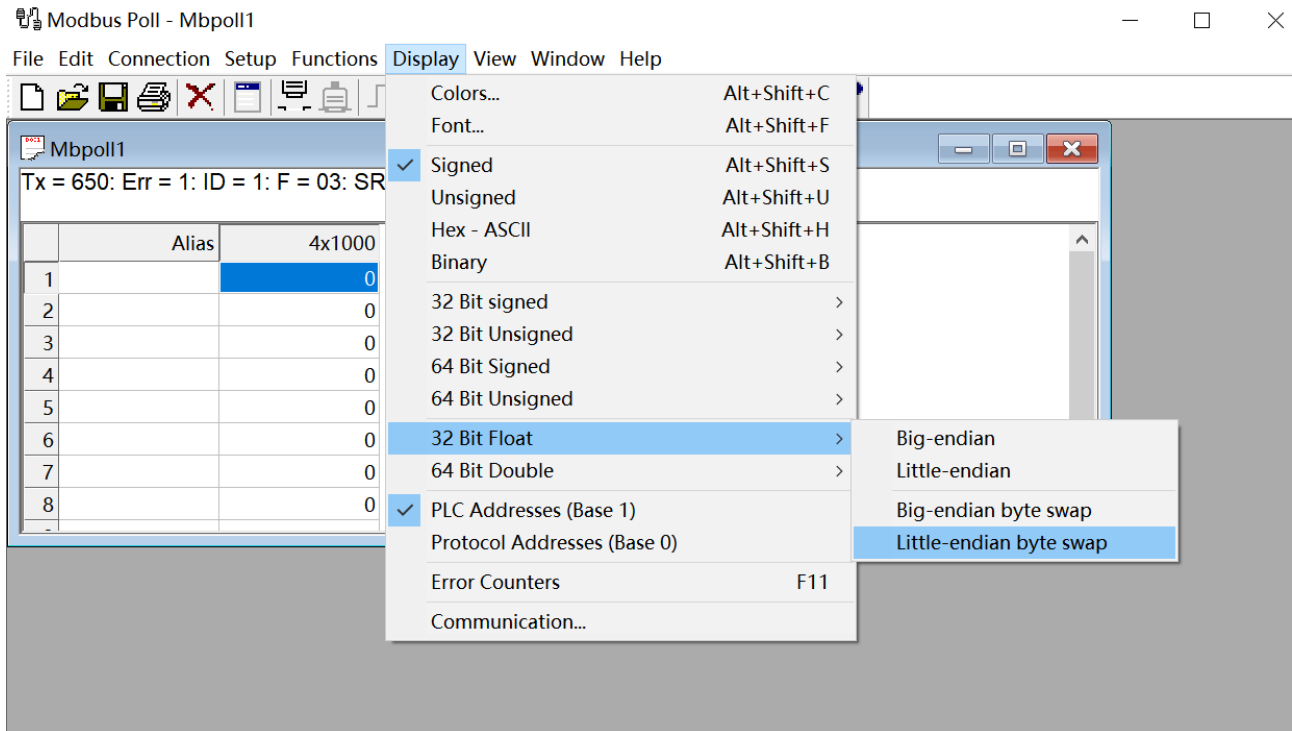 Modbus Poll - Mbpoll1
File Edit Connection Setup Functions Display View Window Help
Mbpoll1
Tx = 650: Err = 1: ID = 1: F = 03: SR
Alias 4x1000
1 0
2 0
3 0
4 0
5 0
6 0
7 0
8 0
Colors... Alt+Shift+C
Font... Alt+Shift+F
Signed Alt+Shift+S
Unsigned Alt+Shift+U
Hex - ASCII Alt+Shift+H
Binary Alt+Shift+B
32 Bit signed
32 Bit Unsigned
64 Bit Signed
64 Bit Unsigned
32 Bit Float
64 Bit Double
PLC Addresses (Base 1)
Protocol Addresses (Base 0)
Error Counters F11
Communication...
Big-endian
Little-endian
Big-endian byte swap
Little-endian byte swap